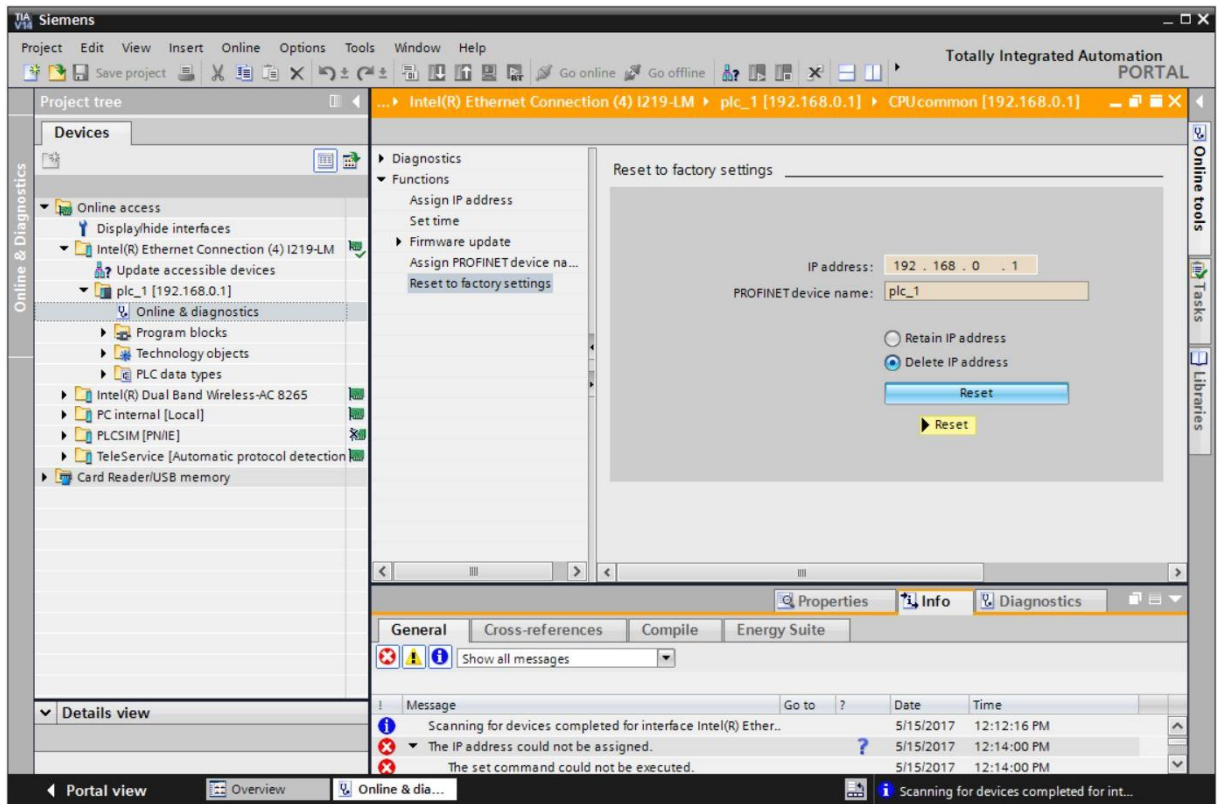 TIA V14 Siemens
Project Edit View Insert Online Options Tools Window Help
Totally Integrated Automation
PORTAL
Save project
Go online
Go offline
Project tree
...▸ Intel(R) Ethernet Connection (4) I219-LM ▸ plc_1 [192.168.0.1] ▸ CPUcommon [192.168.0.1]
Devices
Online & Diagnostics
Online access
Display/hide interfaces
Intel(R) Ethernet Connection (4) I219-LM
Update accessible devices
plc_1 [192.168.0.1]
Online & diagnostics
Program blocks
Technology objects
PLC data types
Intel(R) Dual Band Wireless-AC 8265
PC internal [Local]
PLCSIM [PN/IE]
TeleService [Automatic protocol detection
Card Reader/USB memory
Details view
Diagnostics
Functions
Assign IP address
Set time
Firmware update
Assign PROFINET device na...
Reset to factory settings
Reset to factory settings
IP address: 192 . 168 . 0 . 1
PROFINET device name: plc_1
Retain IP address
Delete IP address
Reset
Reset
Online tools
Tasks
Libraries
Properties
Info
Diagnostics
General
Cross-references
Compile
Energy Suite
Show all messages
! Message Go to ? Date Time
Scanning for devices completed for interface Intel(R) Ether.. 5/15/2017 12:12:16 PM
The IP address could not be assigned. ? 5/15/2017 12:14:00 PM
The set command could not be executed. 5/15/2017 12:14:00 PM
Portal view
Overview
Online & dia...
Scanning for devices completed for int...